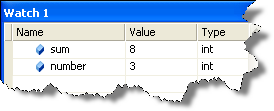 Watch 1
Name Value Type
sum 8 int
number 3 int